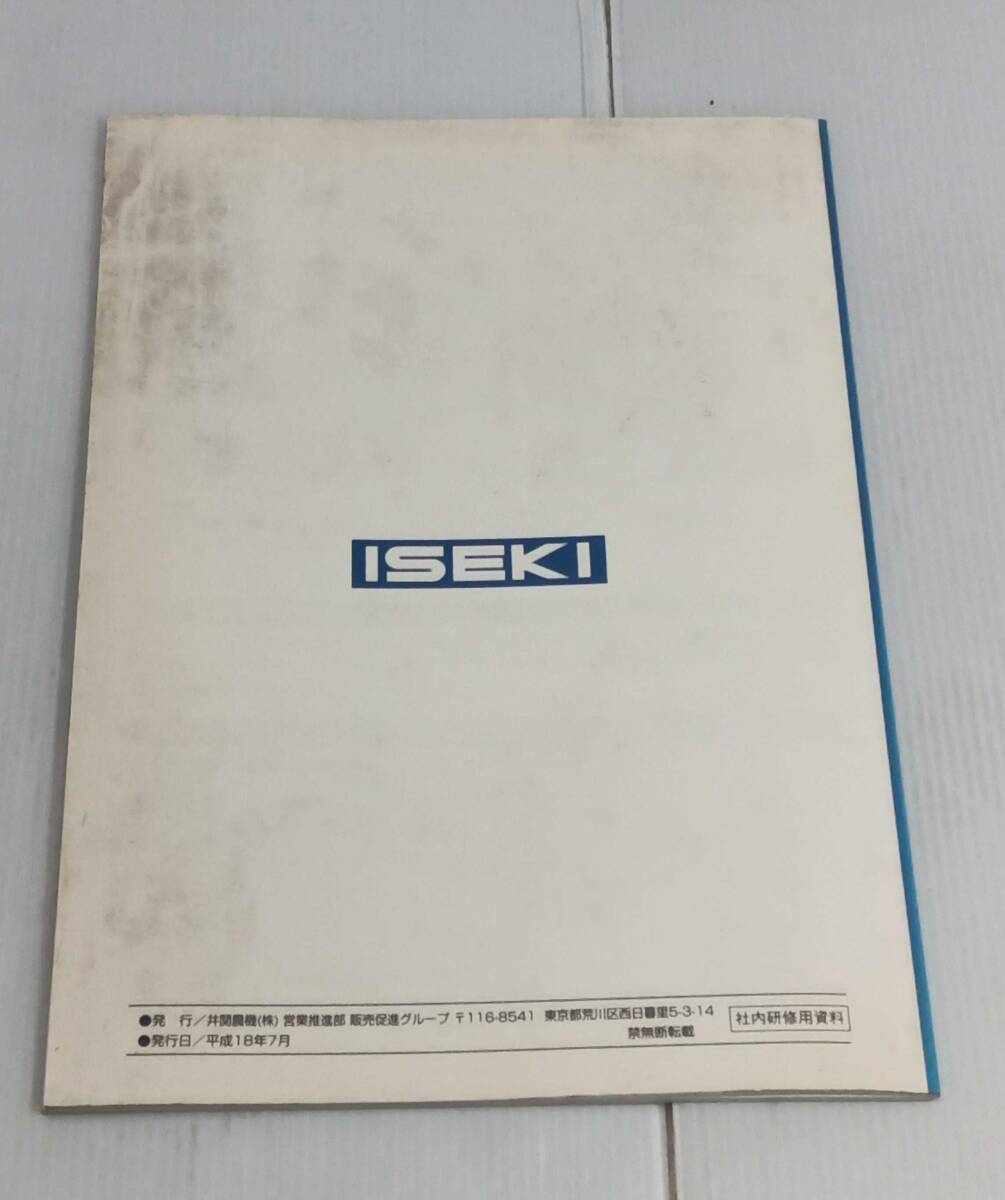 ISEKI
●発　行／井関農機(株) 営業推進部 販売促進グループ 〒116-8541 東京都荒川区西日暮里5-3-14
●発行日／平成18年7月　禁無断転載
社内研修用資料